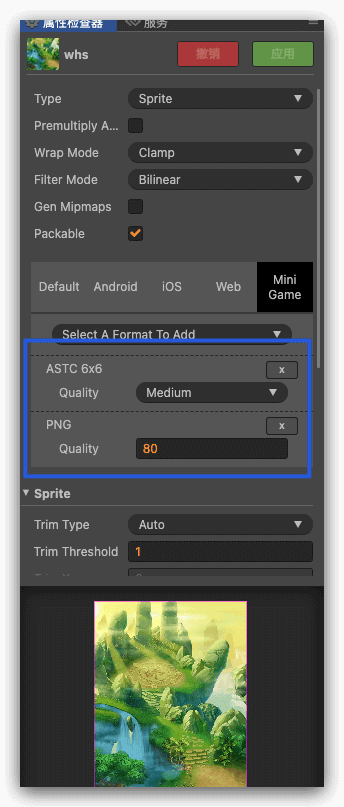 属性检查器 服务
whs 撤销 应用
Type Sprite
Premultiply A...
Wrap Mode Clamp
Filter Mode Bilinear
Gen Mipmaps
Packable
Default Android iOS Web Mini Game
Select A Format To Add
ASTC 6x6 x
Quality Medium
PNG x
Quality 80
Sprite
Trim Type Auto
Trim Threshold 1